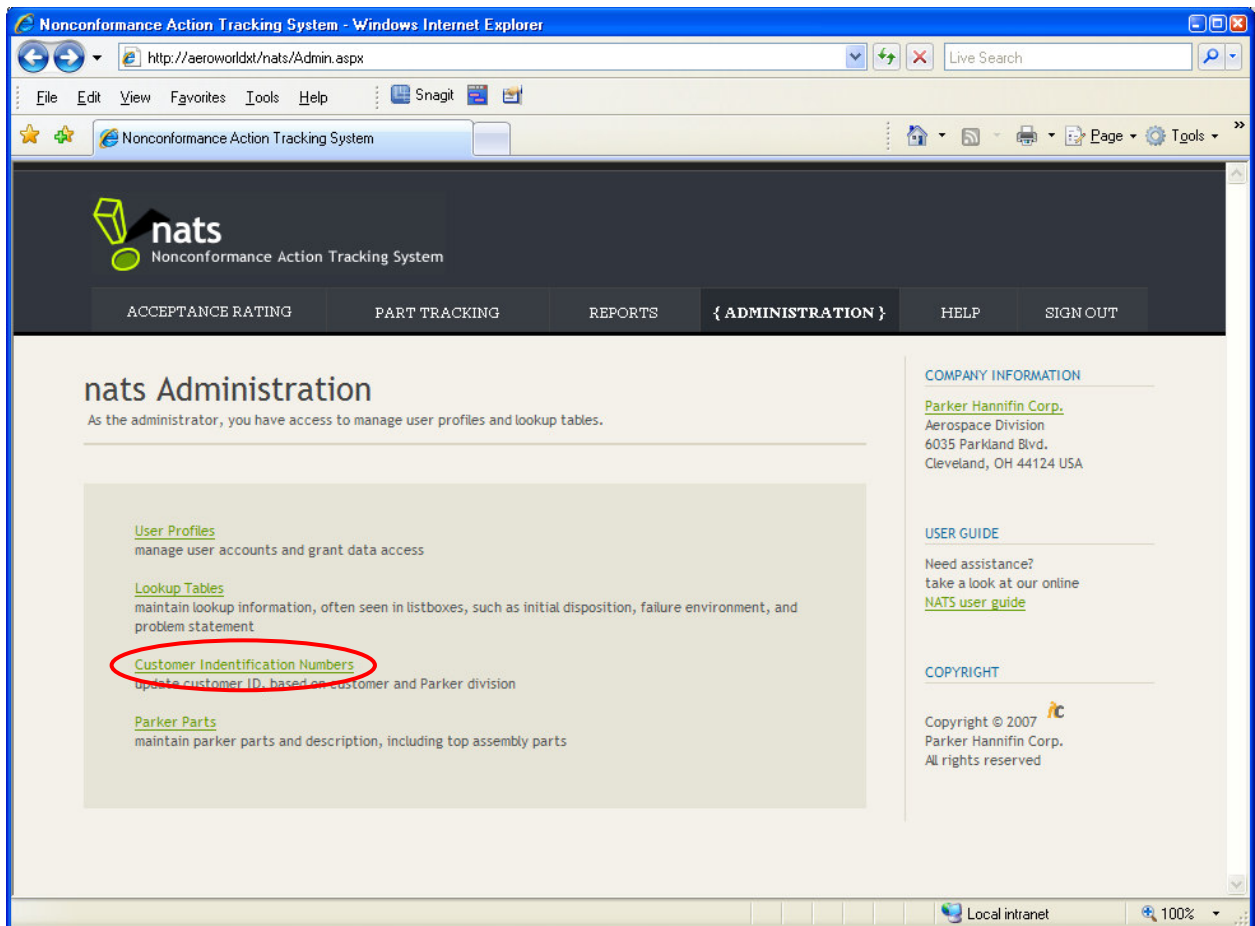 Nonconformance Action Tracking System - Windows Internet Explorer
http://aeroworldxt/nats/Admin.aspx
Live Search
File Edit View Favorites Tools Help Snagit
Nonconformance Action Tracking System
Page Tools »
nats
Nonconformance Action Tracking System
ACCEPTANCE RATING PART TRACKING REPORTS { ADMINISTRATION } HELP SIGN OUT
nats Administration
As the administrator, you have access to manage user profiles and lookup tables.
User Profiles
manage user accounts and grant data access
Lookup Tables
maintain lookup information, often seen in listboxes, such as initial disposition, failure environment, and
problem statement
Customer Indentification Numbers
update customer ID, based on customer and Parker division
Parker Parts
maintain parker parts and description, including top assembly parts
COMPANY INFORMATION
Parker Hannifin Corp.
Aerospace Division
6035 Parkland Blvd.
Cleveland, OH 44124 USA
USER GUIDE
Need assistance?
take a look at our online
NATS user guide
COPYRIGHT
Copyright © 2007
Parker Hannifin Corp.
All rights reserved
Local intranet 100%